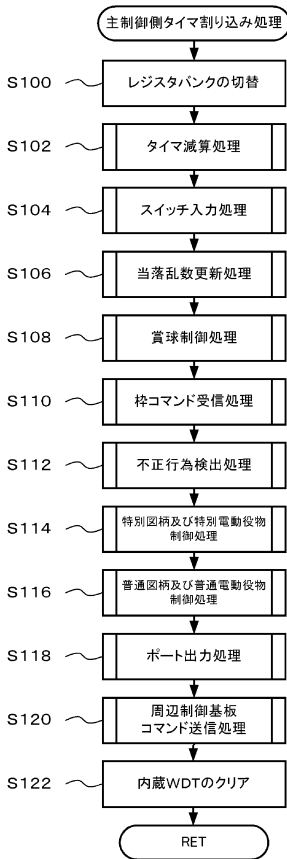 主制御側タイマ割り込み処理
S100
レジスタバンクの切替
S102
タイマ減算処理
S104
スイッチ入力処理
S106
当落乱数更新処理
S108
賞球制御処理
S110
枠コマンド受信処理
S112
不正行為検出処理
S114
特別図柄及び特別電動役物
制御処理
S116
普通図柄及び普通電動役物
制御処理
S118
ポート出力処理
S120
周辺制御基板
コマンド送信処理
S122
内蔵WDTのクリア
RET